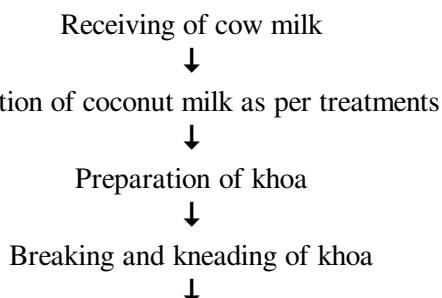 Receiving of cow milk
↓
tion of coconut milk as per treatments
↓
Preparation of khoa
↓
Breaking and kneading of khoa
↓